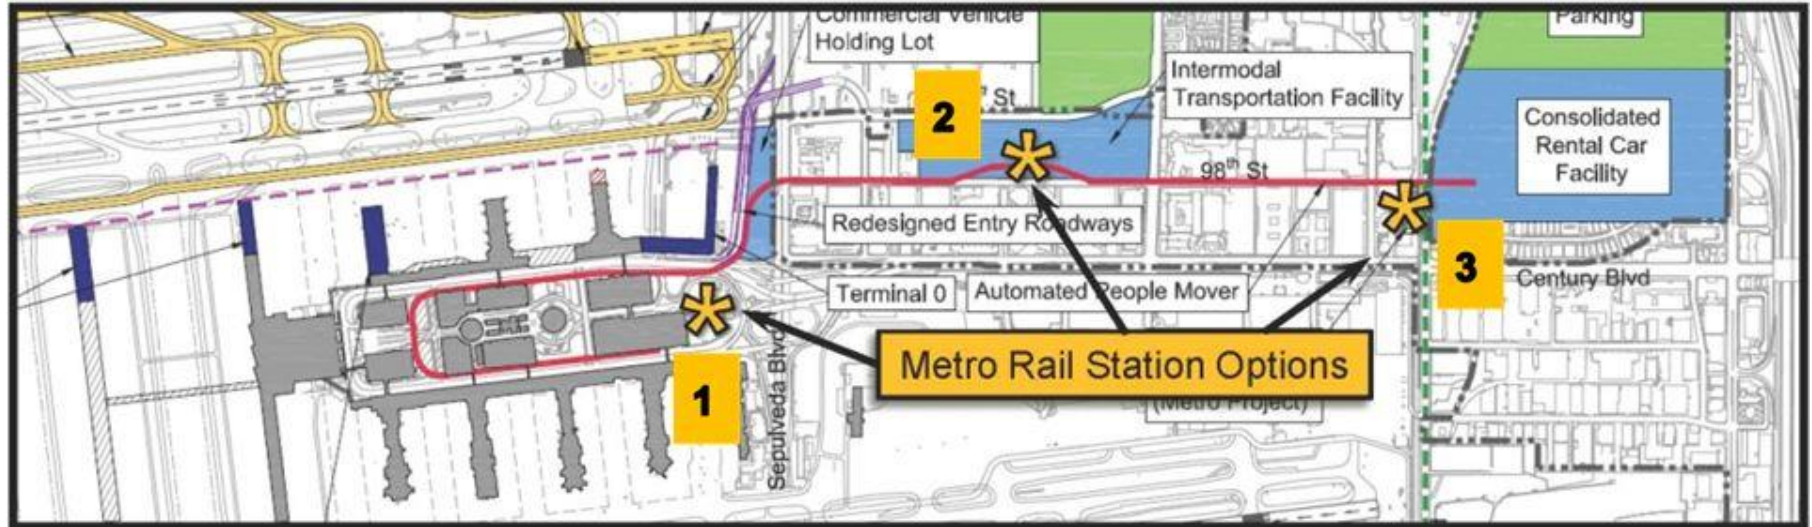 Commercial Vehicle
Holding Lot
Parking
Intermodal
Transportation Facility
2
St
Consolidated
Rental Car
Facility
98th St
Redesigned Entry Roadways
3
Century Blvd
Terminal 0
Automated People Mover
Metro Rail Station Options
1
(Metro Project)
Sepulveda Blvd